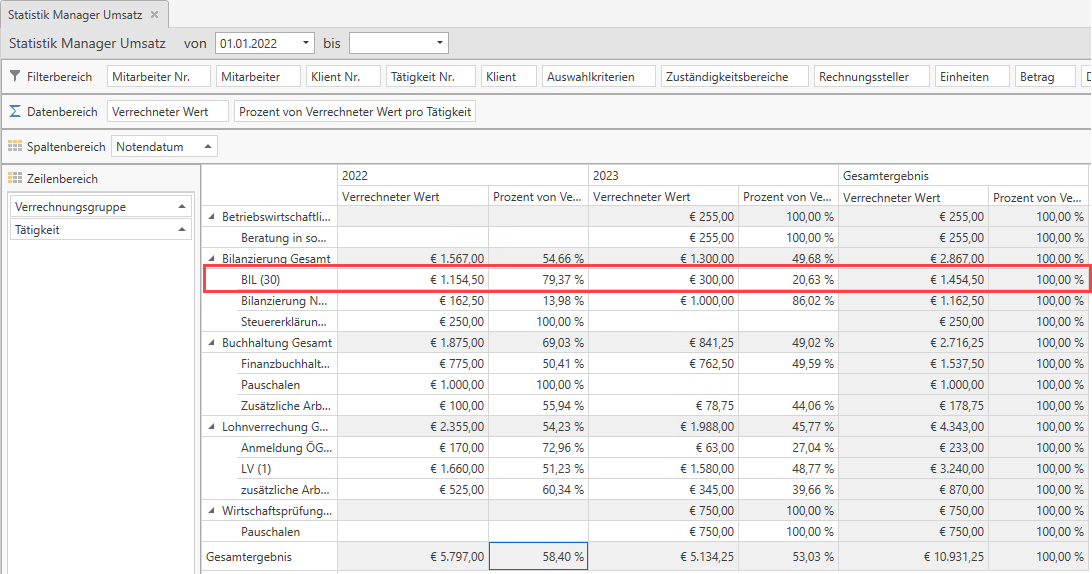 Statistik Manager Umsatz ×
Statistik Manager Umsatz von 01.01.2022 bis
Filterbereich Mitarbeiter Nr. Mitarbeiter Klient Nr. Tätigkeit Nr. Klient Auswahlkriterien Zuständigkeitsbereiche Rechnungssteller Einheiten Betrag
Datenbereich Verrechneter Wert Prozent von Verrechneter Wert pro Tätigkeit
Spaltenbereich Notendatum
Zeilenbereich
Verrechnungsgruppe
Tätigkeit
2022 2023 Gesamtergebnis
Verrechneter Wert Prozent von Ve... Verrechneter Wert Prozent von Ve... Verrechneter Wert Prozent von Ve...
Betriebswirtschaftli... € 255,00 100,00 % € 255,00 100,00 %
Beratung in so... € 255,00 100,00 % € 255,00 100,00 %
Bilanzierung Gesamt € 1.567,00 54,66 % € 1.300,00 49,68 % € 2.867,00 100,00 %
BIL (30) € 1.154,50 79,37 % € 300,00 20,63 % € 1.454,50 100,00 %
Bilanzierung N... € 162,50 13,98 % € 1.000,00 86,02 % € 1.162,50 100,00 %
Steuererklärun... € 250,00 100,00 % € 250,00 100,00 %
Buchhaltung Gesamt € 1.875,00 69,03 % € 841,25 49,02 % € 2.716,25 100,00 %
Finanzbuchhalt... € 775,00 50,41 % € 762,50 49,59 % € 1.537,50 100,00 %
Pauschalen € 1.000,00 100,00 % € 1.000,00 100,00 %
Zusätzliche Arb... € 100,00 55,94 % € 78,75 44,06 % € 178,75 100,00 %
Lohnverrechung G... € 2.355,00 54,23 % € 1.988,00 45,77 % € 4.343,00 100,00 %
Anmeldung ÖG... € 170,00 72,96 % € 63,00 27,04 % € 233,00 100,00 %
LV (1) € 1.660,00 51,23 % € 1.580,00 48,77 % € 3.240,00 100,00 %
zusätzliche Arb... € 525,00 60,34 % € 345,00 39,66 % € 870,00 100,00 %
Wirtschaftsprüfung... € 750,00 100,00 % € 750,00 100,00 %
Pauschalen € 750,00 100,00 % € 750,00 100,00 %
Gesamtergebnis € 5.797,00 58,40 % € 5.134,25 53,03 % € 10.931,25 100,00 %